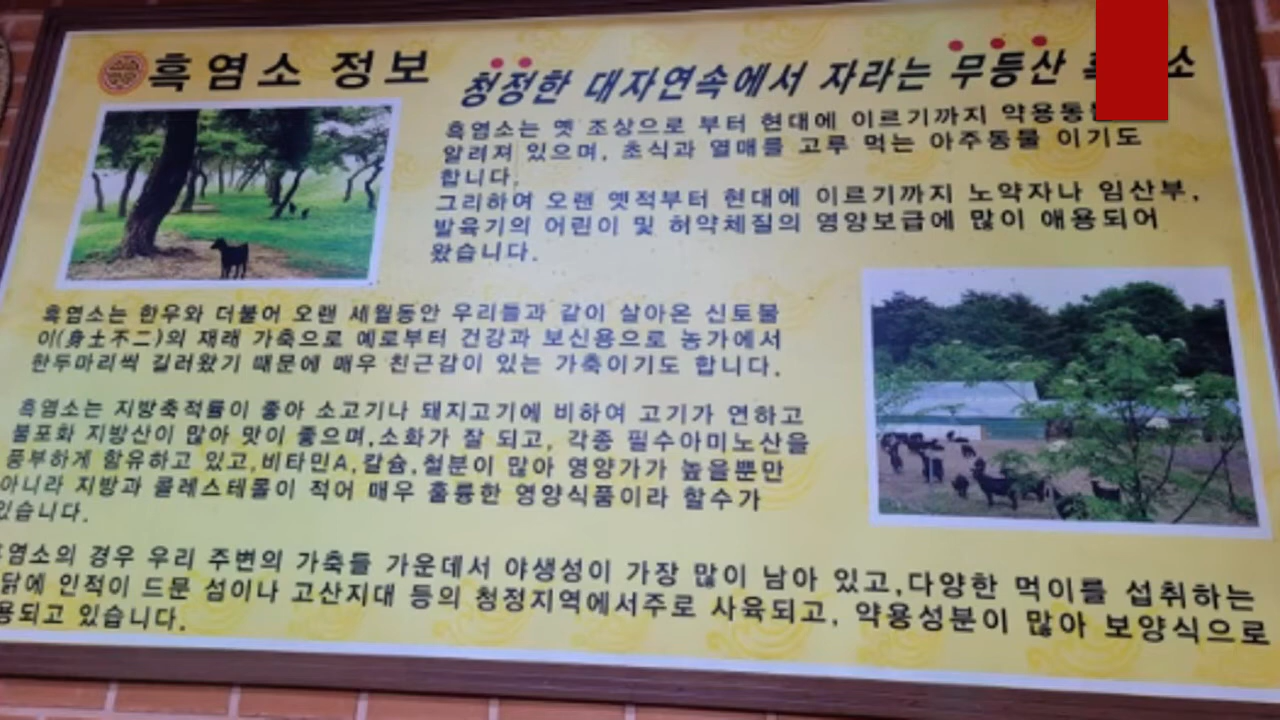 흑염소 정보
청정한 대자연속에서 자라는 무등산
흑염소는 옛 조상으로 부터 현대에 이르기까지
알려져 있으며, 초식과 열매를 고루 먹는 야주동물 이기도
합니다.
그리하여 오랜 옛적부터 현대에 이르기까지 노약자나 임산부,
발육기의 어린이 및 허약체질의 영양보급에 많이 애용되어
왔습니다.
흑염소는 한우와 더불어 오랜 세월동안 우리들과 같이 살아온 신토불
이(身土不二)의 재래 가축으로 예로부터 건강과 보신용으로 농가에서
한두마리씩 길러왔기 때문에 매우 친근감이 있는 가축이기도 합니다.
흑염소는 지방축적률이 좋아 소고기나 돼지고기에 비하여 고기가 연하고
불포화 지방산이 많아 맛이 좋으며,소화가 잘 되고, 각종 필수아미노산을
풍부하게 함유하고 있고,비타민A,칼슘,철분이 많아 영양가가 높을뿐만
아니라 지방과 콜레스테롤이 적어 매우 훌륭한 영양식품이라 할수가
있습니다.
경우 우리 주변의 가축들 가운데서 야생성이 가장 많이 남아 있고,다양한 먹이를 섭취하는
인적이 드문 섬이나 고산지대 등의 청정지역에서주로 사육되고, 약용성분이 많아 보양식으로
있습니다.